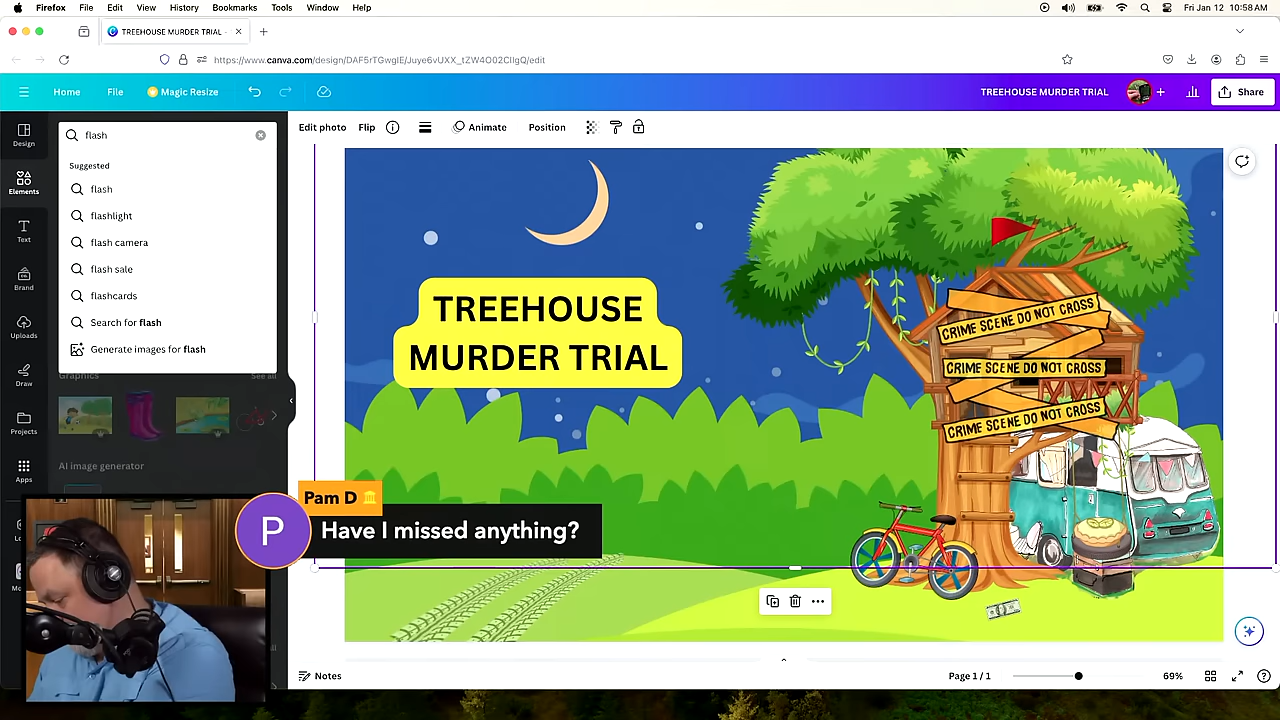 Firefox File Edit View History Bookmarks Tools Window Help
Fri Jan 12 10:58 AM
TREEHOUSE MURDER TRIAL -
https://www.canva.com/design/DAF5rTGwgIE/Juye6vUXX_tZW4O02CIIgQ/edit
Home File Magic Resize
TREEHOUSE MURDER TRIAL
Share
Design
Elements
Text
Brand
Uploads
Draw
Projects
Apps
flash
Suggested
flash
flashlight
flash camera
flash sale
flashcards
Search for flash
Generate images for flash
Graphics
See all
AI image generator
Edit photo Flip Animate Position
TREEHOUSE
MURDER TRIAL
CRIME SCENE DO NOT CROSS
CRIME SCENE DO NOT CROSS
CRIME SCENE DO NOT CROSS
Pam D
P
Have I missed anything?
Notes
Page 1 / 1
69%